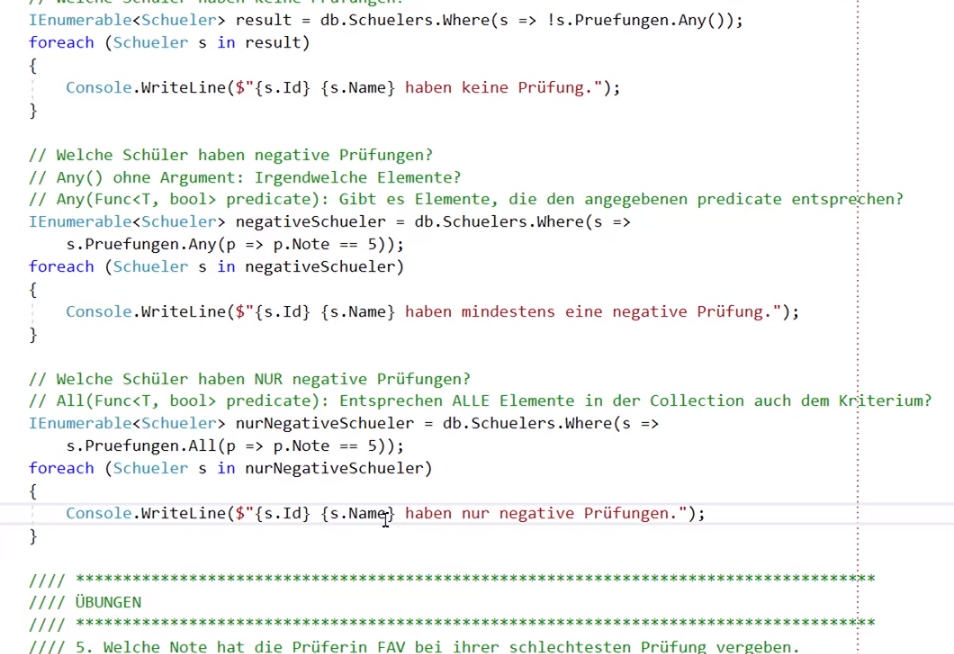 // Welche Schüler haben keine Prüfungen?
IEnumerable<Schueler> result = db.Schuelers.Where(s => !s.Pruefungen.Any());
foreach (Schueler s in result)
{
    Console.WriteLine($"{s.Id} {s.Name} haben keine Prüfung.");
}
// Welche Schüler haben negative Prüfungen?
// Any() ohne Argument: Irgendwelche Elemente?
// Any(Func<T, bool> predicate): Gibt es Elemente, die den angegebenen predicate entsprechen?
IEnumerable<Schueler> negativeSchueler = db.Schuelers.Where(s =>
    s.Pruefungen.Any(p => p.Note == 5));
foreach (Schueler s in negativeSchueler)
{
    Console.WriteLine($"{s.Id} {s.Name} haben mindestens eine negative Prüfung.");
}
// Welche Schüler haben NUR negative Prüfungen?
// All(Func<T, bool> predicate): Entsprechen ALLE Elemente in der Collection auch dem Kriterium?
IEnumerable<Schueler> nurNegativeSchueler = db.Schuelers.Where(s =>
    s.Pruefungen.All(p => p.Note == 5));
foreach (Schueler s in nurNegativeSchueler)
{
    Console.WriteLine($"{s.Id} {s.Name} haben nur negative Prüfungen.");
}
//// *************************************************************************************
//// ÜBUNGEN
//// *************************************************************************************
//// 5. Welche Note hat die Prüferin FAV bei ihrer schlechtesten Prüfung vergeben.